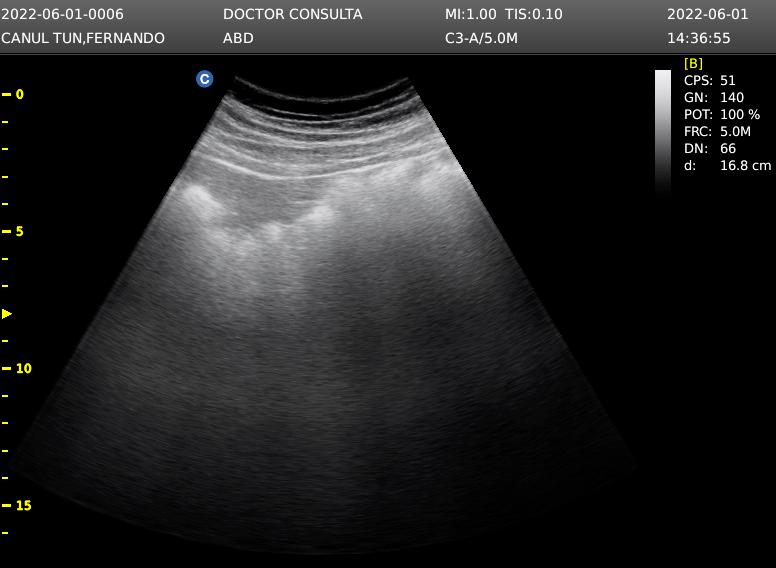 2022-06-01-0006 DOCTOR CONSULTA MI:1.00 TIS:0.10 2022-06-01
CANUL TUN,FERNANDO ABD C3-A/5.0M 14:36:55
[B]
C
CPS: 51
0
GN: 140
POT: 100 %
FRC: 5.0M
DN: 66
d: 16.8 cm
5
10
15